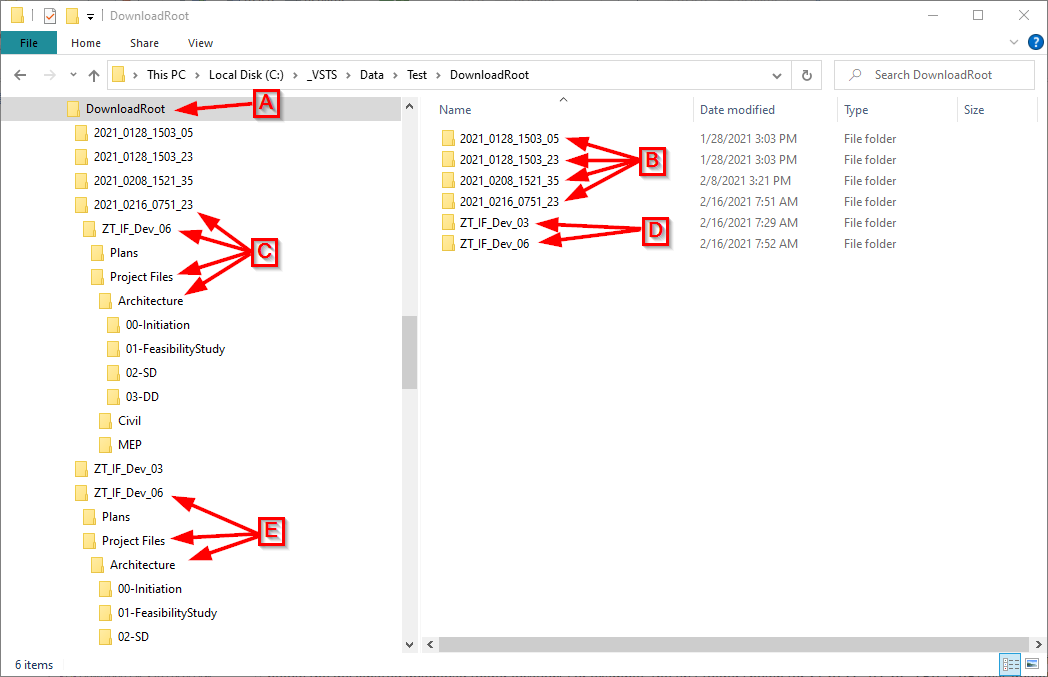 DownloadRoot
File Home Share View
This PC Local Disk (C:) _VSTS Data Test DownloadRoot
Search DownloadRoot
DownloadRoot
A
2021_0128_1503_05
2021_0128_1503_23
2021_0208_1521_35
2021_0216_0751_23
ZT_IF_Dev_06
C
Plans
Project Files
Architecture
00-Initiation
01-FeasibilityStudy
02-SD
03-DD
Civil
MEP
ZT_IF_Dev_03
ZT_IF_Dev_06
Plans
E
Project Files
Architecture
00-Initiation
01-FeasibilityStudy
02-SD
Name Date modified Type Size
2021_0128_1503_05 1/28/2021 3:03 PM File folder
2021_0128_1503_23 1/28/2021 3:03 PM File folder
B
2021_0208_1521_35 2/8/2021 3:21 PM File folder
2021_0216_0751_23 2/16/2021 7:51 AM File folder
ZT_IF_Dev_03 2/16/2021 7:29 AM File folder
D
ZT_IF_Dev_06 2/16/2021 7:52 AM File folder
6 items